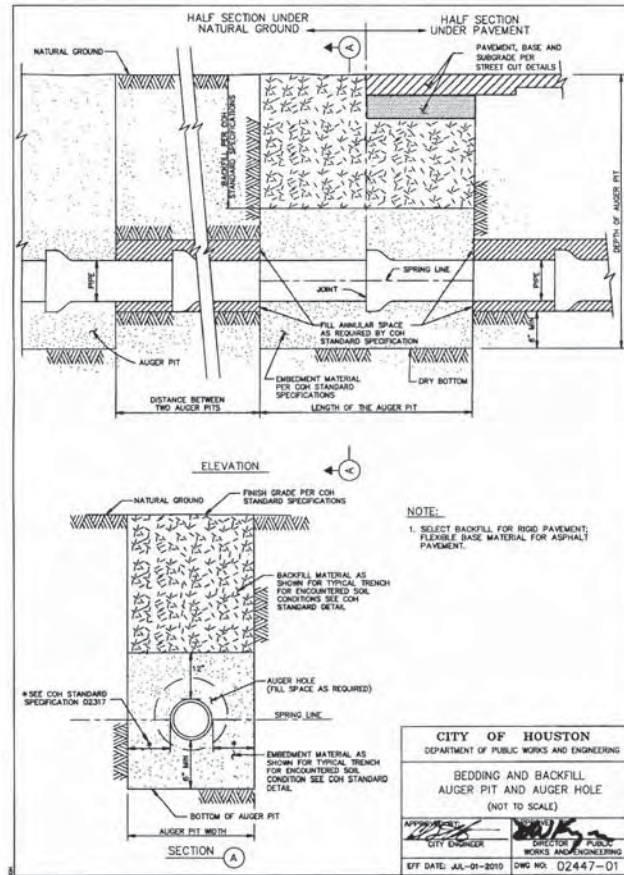 HALF SECTION UNDER
NATURAL GROUND
HALF SECTION
UNDER PAVEMENT
A
NATURAL GROUND
PAVEMENT, BASE AND
SUBGRADE PER
STREET CUT DETAILS
BACKFILL PER COH
STANDARD SPECIFICATIONS
DEPTH OF AUGER PIT
PIPE
SPRING LINE
JOINT
PIPE
FILL ANNULAR SPACE
AS REQUIRED BY COH
STANDARD SPECIFICATION
6" MIN
AUGER PIT
EMBEDMENT MATERIAL
PER COH STANDARD
SPECIFICATIONS
DRY BOTTOM
DISTANCE BETWEEN
TWO AUGER PITS
LENGTH OF THE AUGER PIT
ELEVATION
A
NATURAL GROUND
FINISH GRADE PER COH
STANDARD SPECIFICATIONS
NOTE:
1. SELECT BACKFILL FOR RIGID PAVEMENT;
FLEXIBLE BASE MATERIAL FOR ASPHALT
PAVEMENT.
BACKFILL MATERIAL AS
SHOWN FOR TYPICAL TRENCH
FOR ENCOUNTERED SOIL
CONDITIONS SEE COH
STANDARD DETAIL
12"
AUGER HOLE
(FILL SPACE AS REQUIRED)
*SEE COH STANDARD
SPECIFICATION 02317
SPRING LINE
*
*
6" MIN
EMBEDMENT MATERIAL AS
SHOWN FOR TYPICAL TRENCH
FOR ENCOUNTERED SOIL
CONDITION SEE COH STANDARD
DETAIL
BOTTOM OF AUGER PIT
AUGER PIT WIDTH
SECTION A
CITY OF HOUSTON
DEPARTMENT OF PUBLIC WORKS AND ENGINEERING
BEDDING AND BACKFILL
AUGER PIT AND AUGER HOLE
(NOT TO SCALE)
APPROVED BY:
APPROVED BY:
CITY ENGINEER
DIRECTOR OF PUBLIC
WORKS AND ENGINEERING
EFF DATE: JUL-01-2010
DWG NO: 02447-01